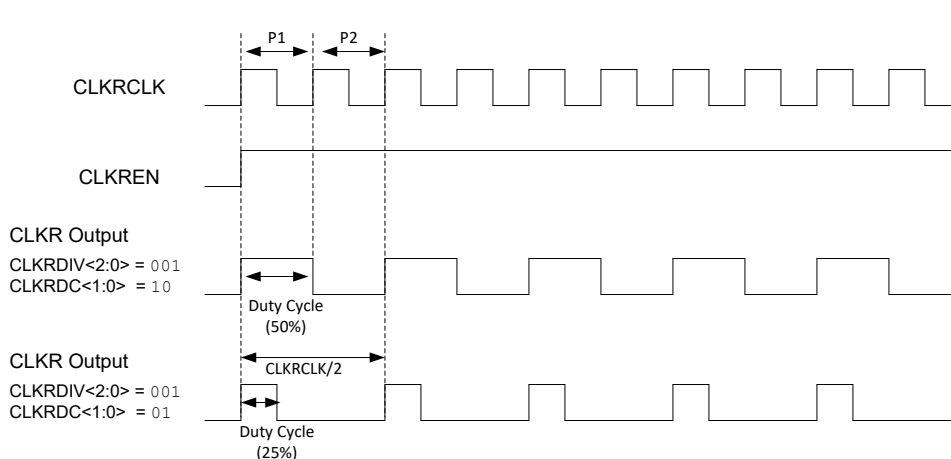 P1 P2
CLKRCLK
CLKREN
CLKR Output
CLKRDIV<2:0> = 001
CLKRDC<1:0> = 10
Duty Cycle
(50%)
CLKR Output
CLKRCLK/2
CLKRDIV<2:0> = 001
CLKRDC<1:0> = 01
Duty Cycle
(25%)